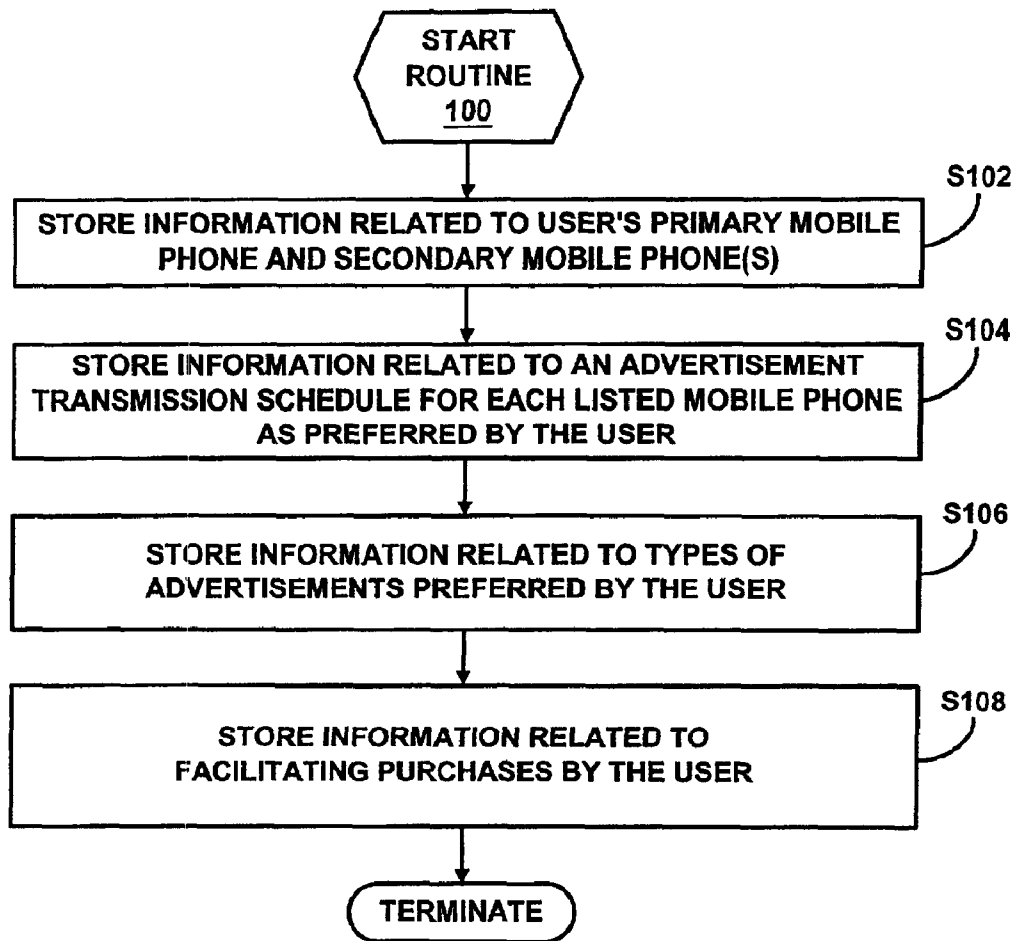 START
ROUTINE
100
S102
STORE INFORMATION RELATED TO USER'S PRIMARY MOBILE
PHONE AND SECONDARY MOBILE PHONE(S)
S104
STORE INFORMATION RELATED TO AN ADVERTISEMENT
TRANSMISSION SCHEDULE FOR EACH LISTED MOBILE PHONE
AS PREFERRED BY THE USER
S106
STORE INFORMATION RELATED TO TYPES OF
ADVERTISEMENTS PREFERRED BY THE USER
S108
STORE INFORMATION RELATED TO
FACILITATING PURCHASES BY THE USER
TERMINATE